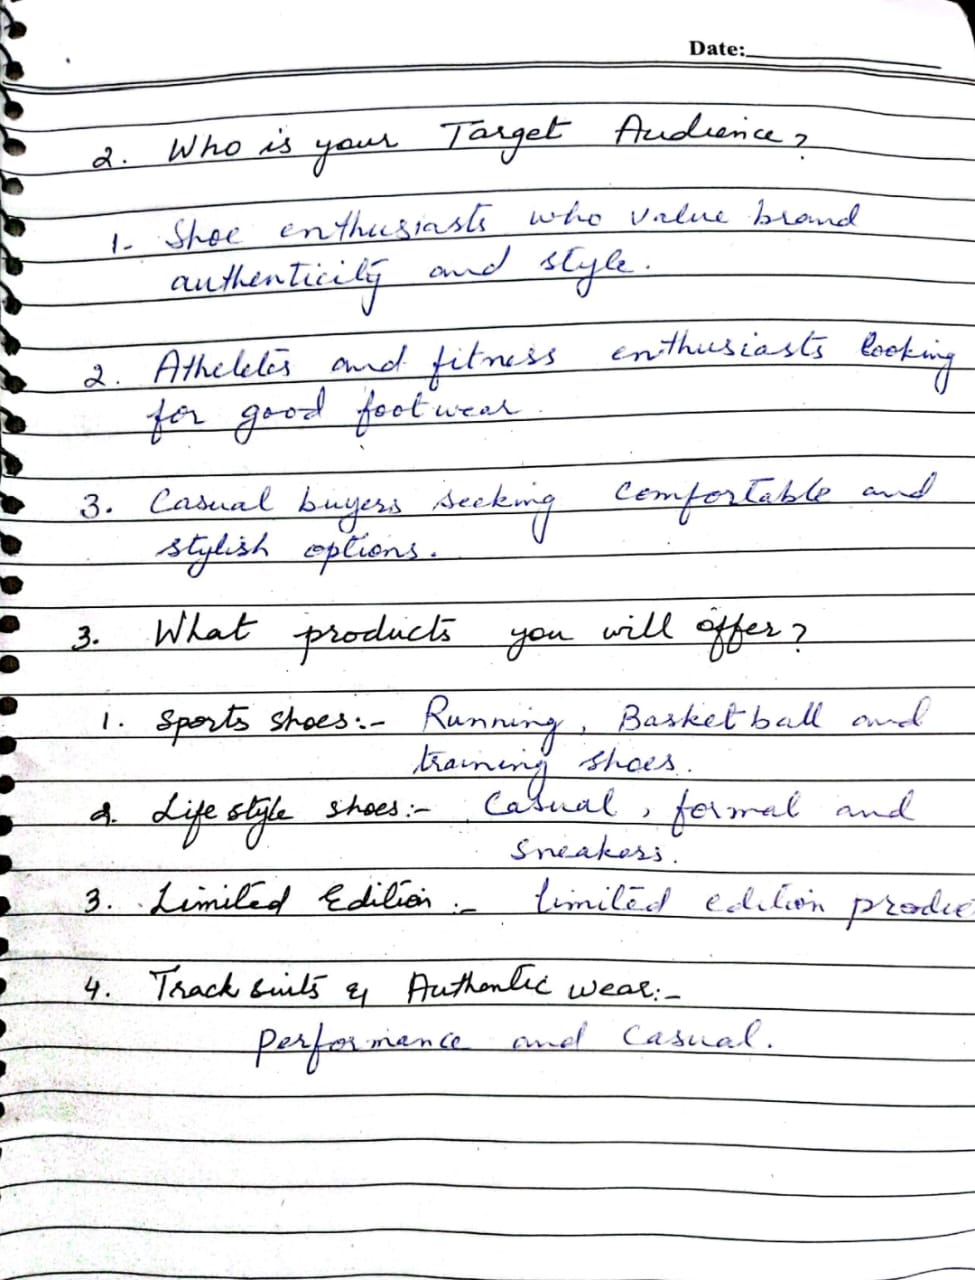 Date:
2. Who is your Target Audience?
1- Shoe enthusiasts who value brand
authenticity and style.
2. Atheletes and fitness enthusiasts looking
for good footwear.
3. Casual buyers seeking comfortable and
stylish options.
3. What products you will offer?
1. Sports shoes:- Running, Basketball and
training shoes.
2. Life style shoes:- Casual, formal and
sneakers.
3. Limited Edition :- Limited edition produc
4. Track suits & Authentic wear:-
Performance and Casual.